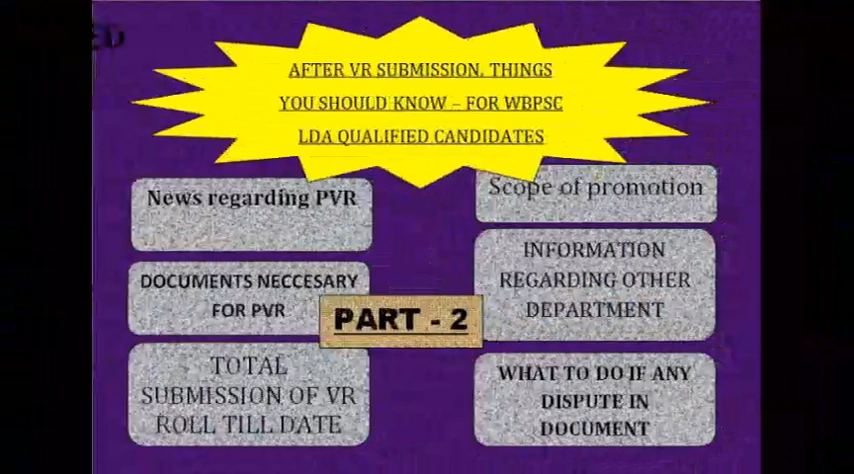 AFTER VR SUBMISSION, THINGS
YOU SHOULD KNOW – FOR WBPSC
LDA QUALIFIED CANDIDATES
News regarding PVR
DOCUMENTS NECCESARY
FOR PVR
TOTAL
SUBMISSION OF VR
ROLL TILL DATE
PART - 2
Scope of promotion
INFORMATION
REGARDING OTHER
DEPARTMENT
WHAT TO DO IF ANY
DISPUTE IN
DOCUMENT